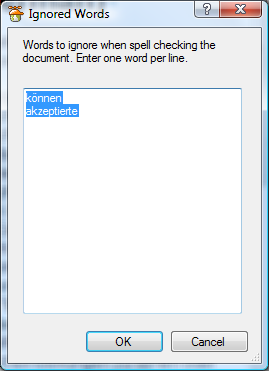 Ignored Words
Words to ignore when spell checking the
document. Enter one word per line.
können
akzeptierte
OK
Cancel